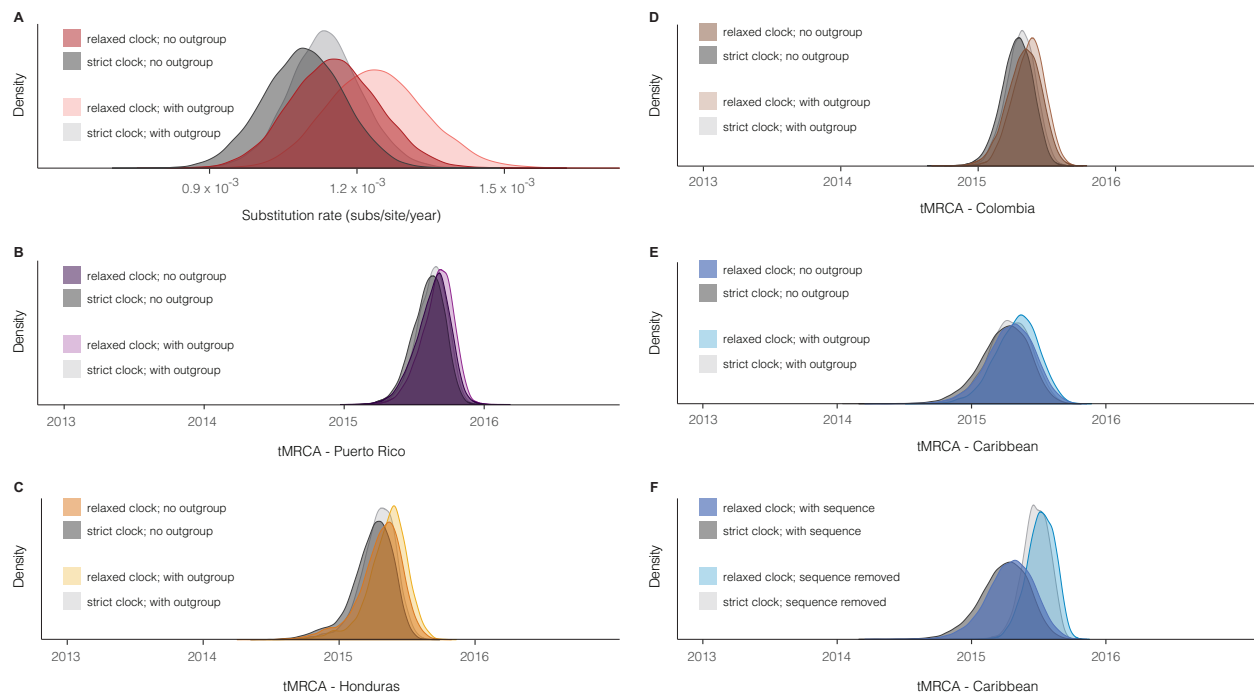 A
relaxed clock; no outgroup
strict clock; no outgroup
relaxed clock; with outgroup
strict clock; with outgroup
Density
0.9 x 10⁻³ 1.2 x 10⁻³ 1.5 x 10⁻³
Substitution rate (subs/site/year)
B
relaxed clock; no outgroup
strict clock; no outgroup
relaxed clock; with outgroup
strict clock; with outgroup
Density
2013 2014 2015 2016
tMRCA - Puerto Rico
C
relaxed clock; no outgroup
strict clock; no outgroup
relaxed clock; with outgroup
strict clock; with outgroup
Density
2013 2014 2015 2016
tMRCA - Honduras
D
relaxed clock; no outgroup
strict clock; no outgroup
relaxed clock; with outgroup
strict clock; with outgroup
Density
2013 2014 2015 2016
tMRCA - Colombia
E
relaxed clock; no outgroup
strict clock; no outgroup
relaxed clock; with outgroup
strict clock; with outgroup
Density
2013 2014 2015 2016
tMRCA - Caribbean
F
relaxed clock; with sequence
strict clock; with sequence
relaxed clock; sequence removed
strict clock; sequence removed
Density
2013 2014 2015 2016
tMRCA - Caribbean